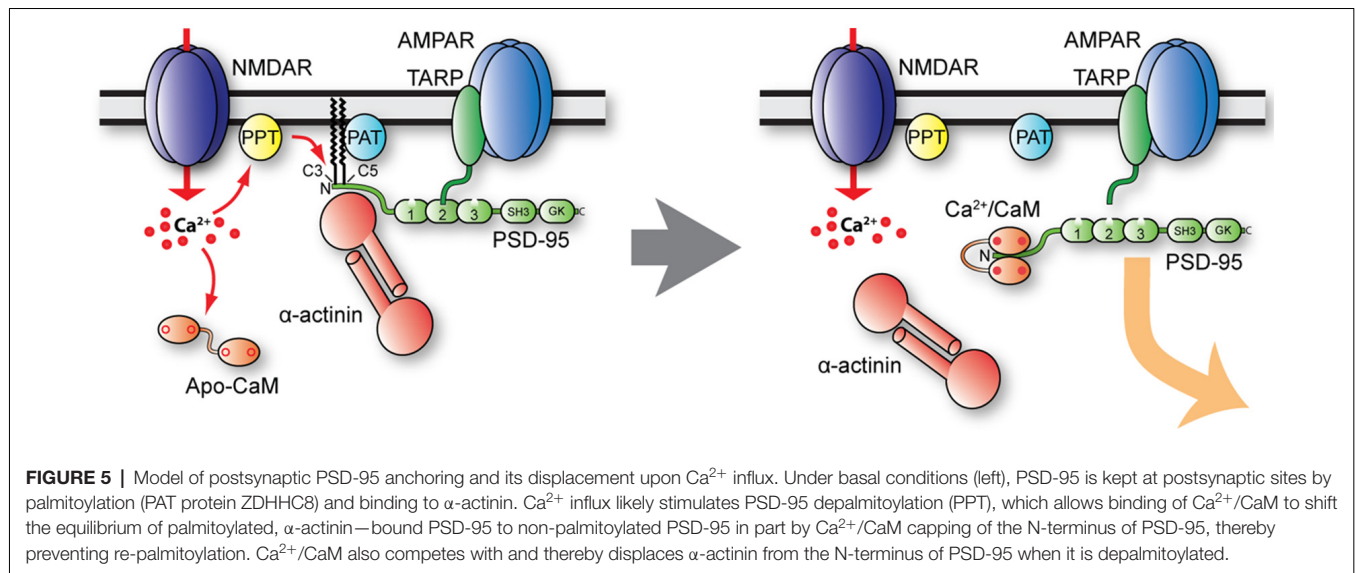 AMPAR
NMDAR
TARP
PPT
PAT
C3
C5
N
Ca²⁺
1 2 3 SH3 GK C
PSD-95
α-actinin
Apo-CaM
AMPAR
NMDAR
TARP
PPT
PAT
Ca²⁺
Ca²⁺/CaM
N
1 2 3 SH3 GK C
PSD-95
α-actinin
FIGURE 5 | Model of postsynaptic PSD-95 anchoring and its displacement upon Ca²⁺ influx. Under basal conditions (left), PSD-95 is kept at postsynaptic sites by
palmitoylation (PAT protein ZDHHC8) and binding to α-actinin. Ca²⁺ influx likely stimulates PSD-95 depalmitoylation (PPT), which allows binding of Ca²⁺/CaM to shift
the equilibrium of palmitoylated, α-actinin—bound PSD-95 to non-palmitoylated PSD-95 in part by Ca²⁺/CaM capping of the N-terminus of PSD-95, thereby
preventing re-palmitoylation. Ca²⁺/CaM also competes with and thereby displaces α-actinin from the N-terminus of PSD-95 when it is depalmitoylated.